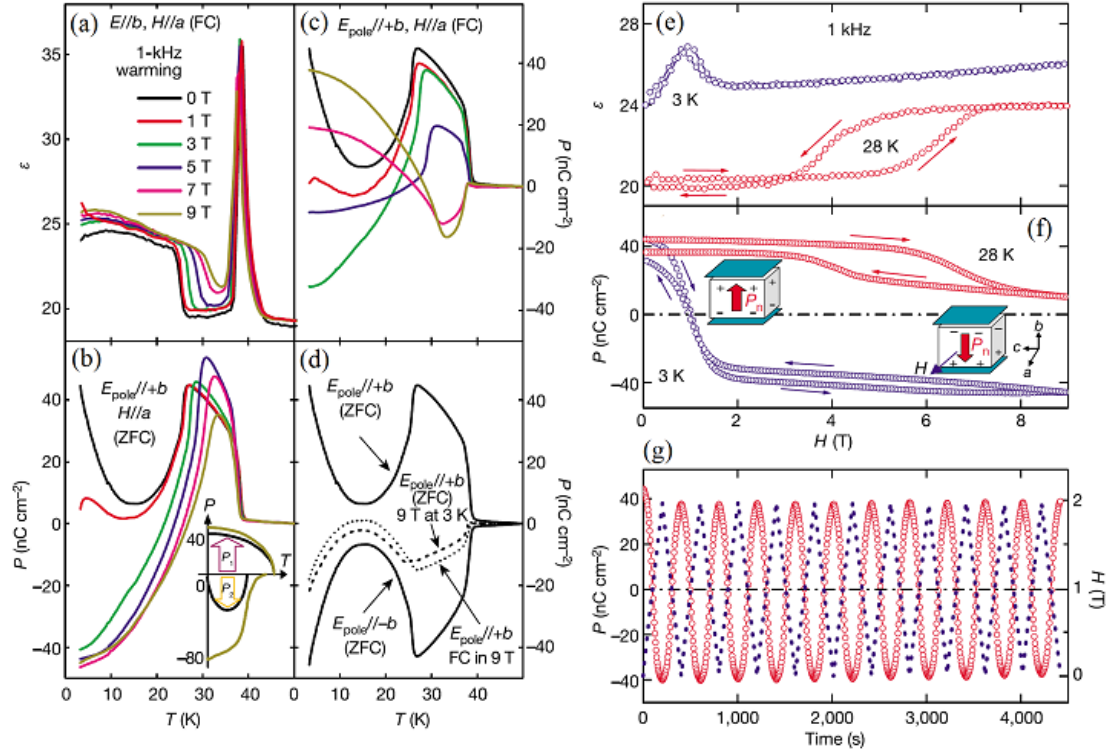 (a) E//b, H//a (FC)
1-kHz
warming
0 T
1 T
3 T
5 T
7 T
9 T
35
30
25
20
ε
(c)
E_pole//+b, H//a (FC)
40
20
0
−20
−40
P (nC cm⁻²)
(b)
E_pole//+b
H//a
(ZFC)
40
20
0
−20
−40
P (nC cm⁻²)
P
40
P₁
T
0
P₂
−80
0
10
20
30
40
T (K)
(d)
E_pole//+b
(ZFC)
E_pole//+b
(ZFC)
9 T at 3 K
E_pole//−b
(ZFC)
E_pole//+b
FC in 9 T
40
20
0
−20
−40
P (nC cm⁻²)
0
10
20
30
40
50
T (K)
(e)
1 kHz
28
24
20
ε
3 K
28 K
(f)
40
0
−40
P (nC cm⁻²)
28 K
+ + +
Pₙ
− − −
− −
Pₙ
+ +
H
b
c
a
3 K
0
2
4
6
8
H (T)
(g)
40
20
0
−20
−40
P (nC cm⁻²)
2
1
0
H (T)
0
1,000
2,000
3,000
4,000
Time (s)